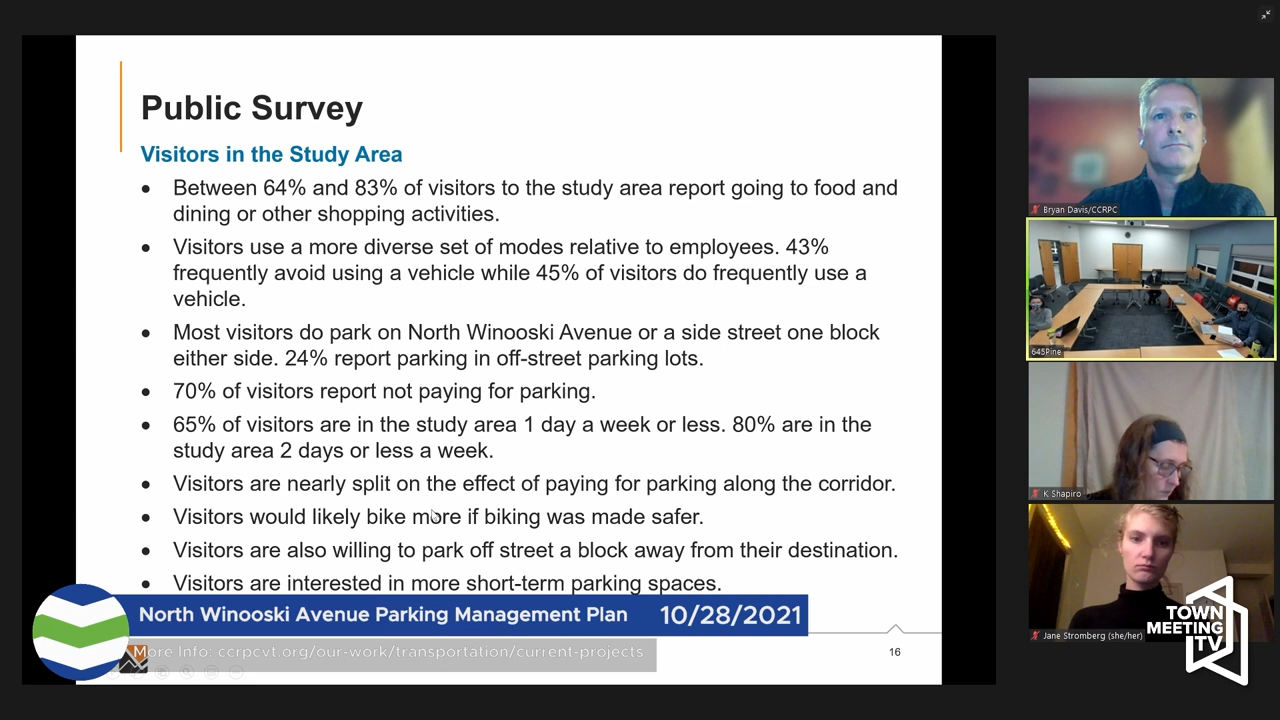 Public Survey
Visitors in the Study Area
• Between 64% and 83% of visitors to the study area report going to food and
dining or other shopping activities.
• Visitors use a more diverse set of modes relative to employees. 43%
frequently avoid using a vehicle while 45% of visitors do frequently use a
vehicle.
• Most visitors do park on North Winooski Avenue or a side street one block
either side. 24% report parking in off-street parking lots.
• 70% of visitors report not paying for parking.
• 65% of visitors are in the study area 1 day a week or less. 80% are in the
study area 2 days or less a week.
• Visitors are nearly split on the effect of paying for parking along the corridor.
• Visitors would likely bike more if biking was made safer.
• Visitors are also willing to park off street a block away from their destination.
• Visitors are interested in more short-term parking spaces.
North Winooski Avenue Parking Management Plan 10/28/2021
More Info: ccrpcvt.org/our-work/transportation/current-projects
16
Bryan Davis/CCRPC
645Pine
K Shapiro
Jane Stromberg (she/her)
TOWN
MEETING
TV